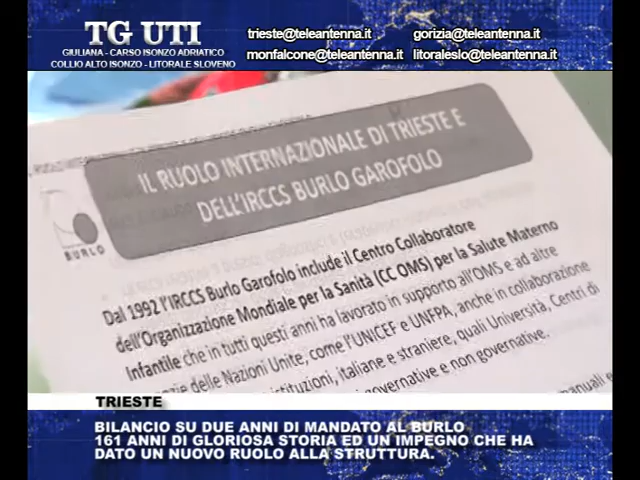 TG UTI
GIULIANA - CARSO ISONZO ADRIATICO
COLLIO ALTO ISONZO - LITORALE SLOVENO
trieste@teleantenna.it
gorizia@teleantenna.it
monfalcone@teleantenna.it
litoraleslo@teleantenna.it
IL RUOLO INTERNAZIONALE DI TRIESTE E
DELL'IRCCS BURLO GAROFOLO
BURLO
Dal 1992 l'IRCCS Burlo Garofolo include il Centro Collaboratore
dell'Organizzazione Mondiale per la Sanità (CC OMS) per la Salute Materno
Infantile che in tutti questi anni ha lavorato in supporto all'OMS e ad altre
delle Nazioni Unite, come l'UNICEF e UNFPA, anche in collaborazione
italiane e straniere, quali Università, Centri di
governative e non governative.
TRIESTE
BILANCIO SU DUE ANNI DI MANDATO AL BURLO
161 ANNI DI GLORIOSA STORIA ED UN IMPEGNO CHE HA
DATO UN NUOVO RUOLO ALLA STRUTTURA.